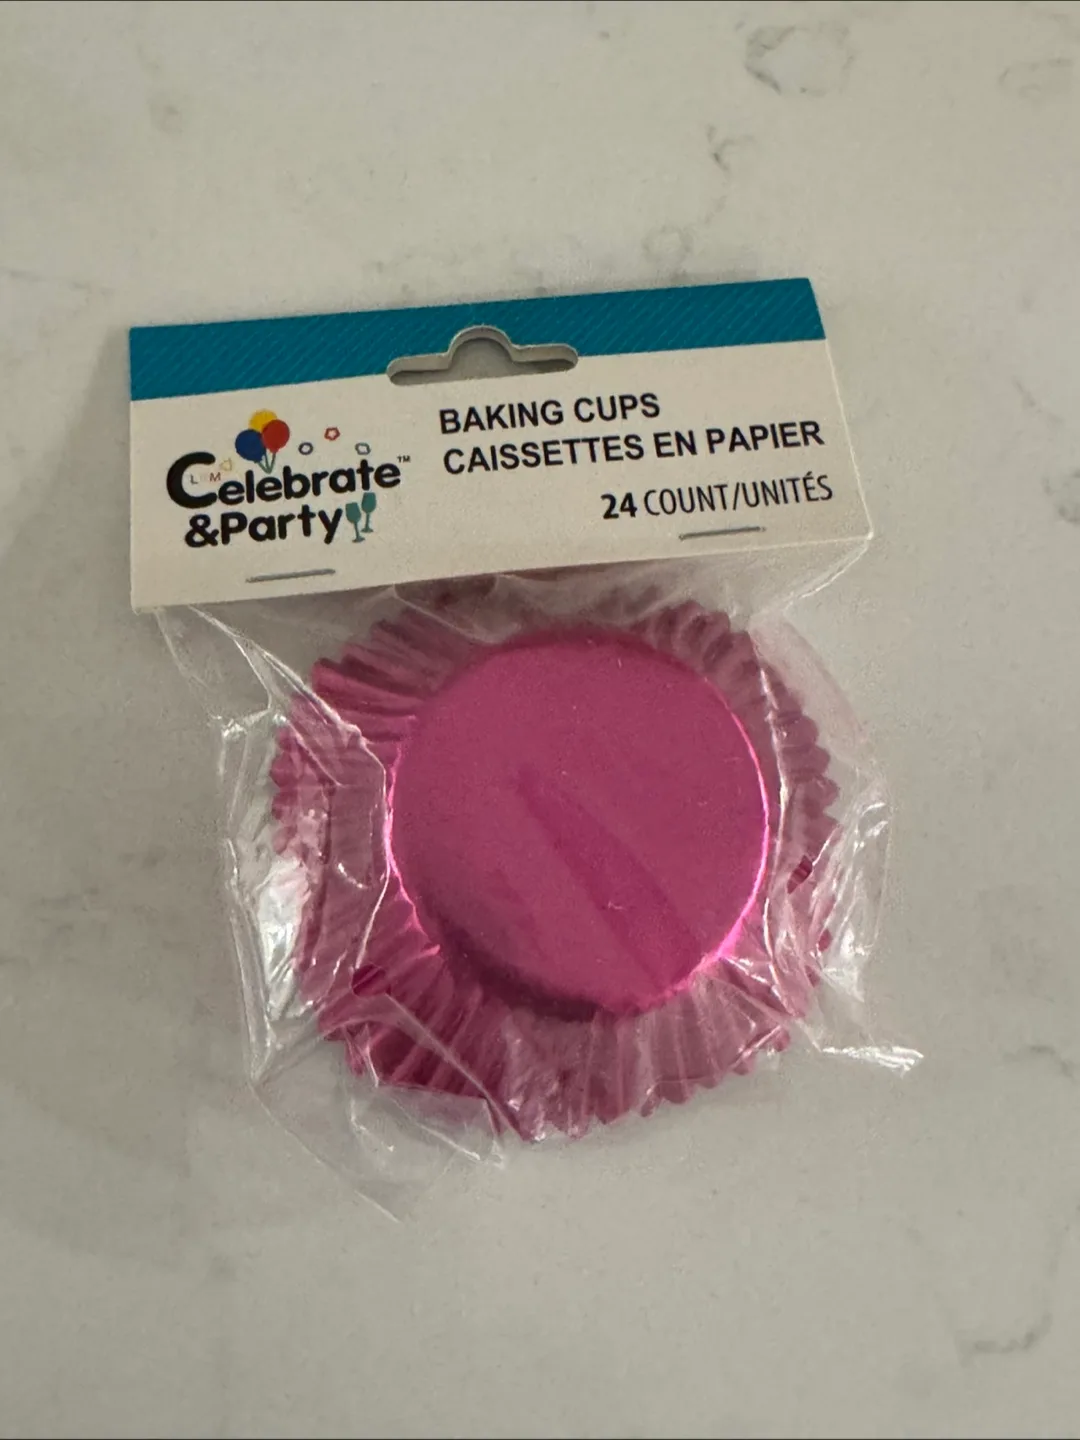 BAKING CUPS
CAISSETTES EN PAPIER
24 COUNT/UNITÉS
Celebrate™
&Party
L M